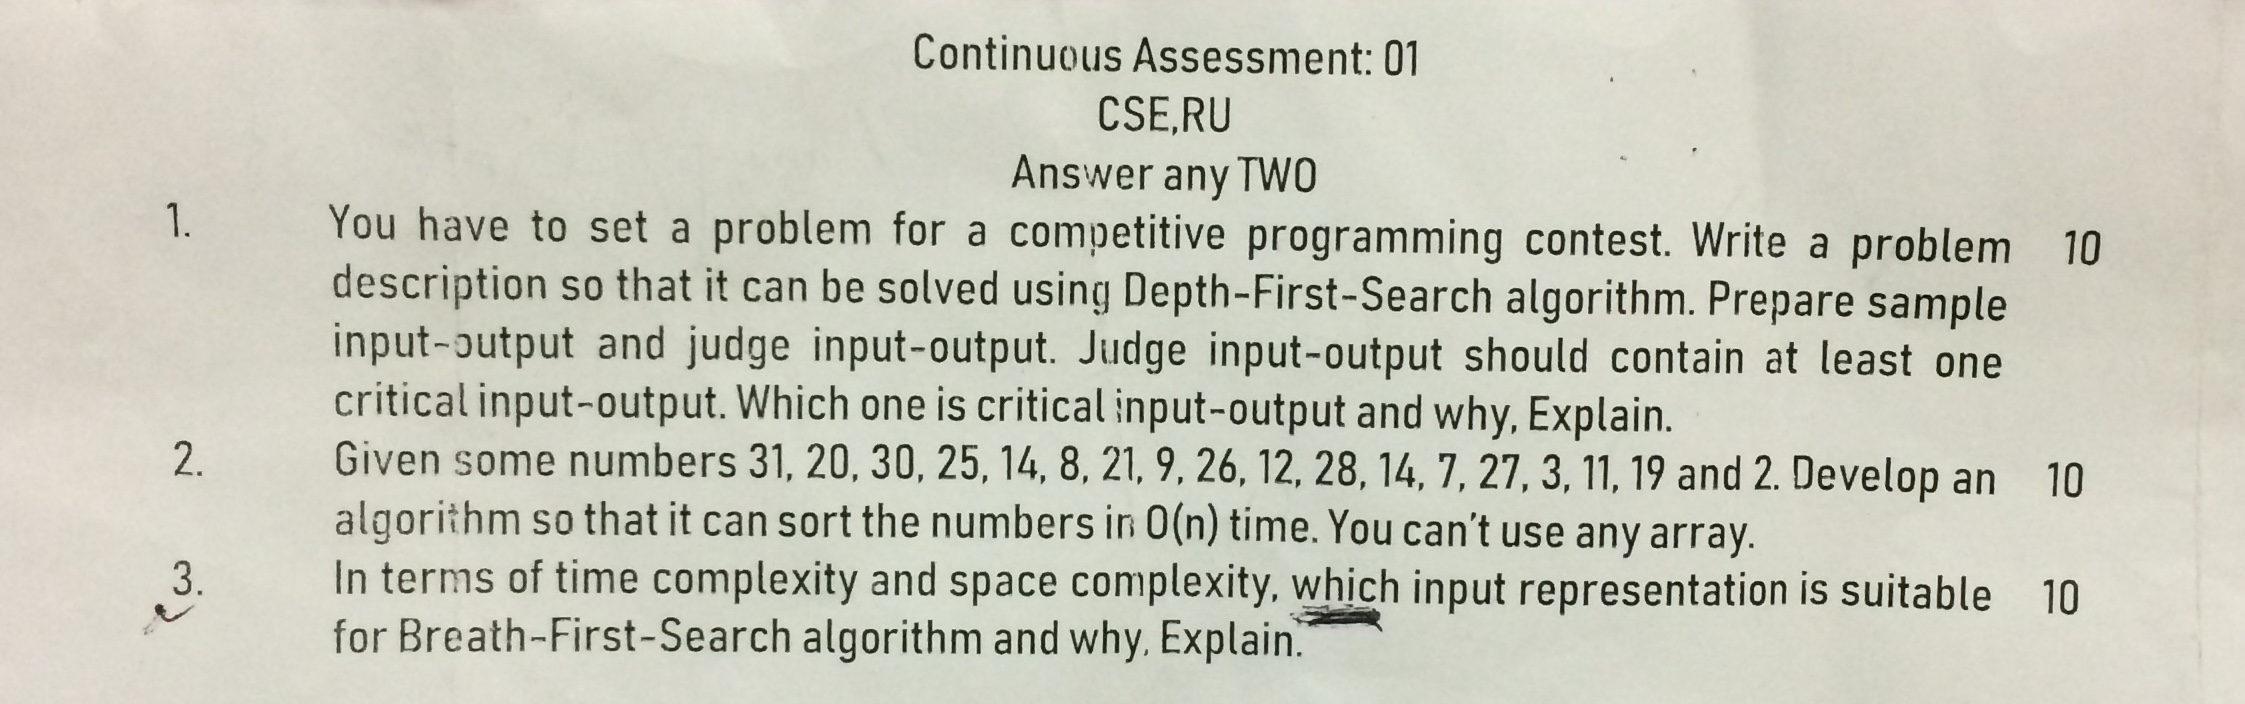 Continuous Assessment: 01
CSE,RU
Answer any TWO
1. You have to set a problem for a competitive programming contest. Write a problem 10
description so that it can be solved using Depth-First-Search algorithm. Prepare sample
input-output and judge input-output. Judge input-output should contain at least one
critical input-output. Which one is critical input-output and why, Explain.
2. Given some numbers 31, 20, 30, 25, 14, 8, 21, 9, 26, 12, 28, 14, 7, 27, 3, 11, 19 and 2. Develop an 10
algorithm so that it can sort the numbers in O(n) time. You can't use any array.
3. In terms of time complexity and space complexity, which input representation is suitable 10
for Breath-First-Search algorithm and why, Explain.